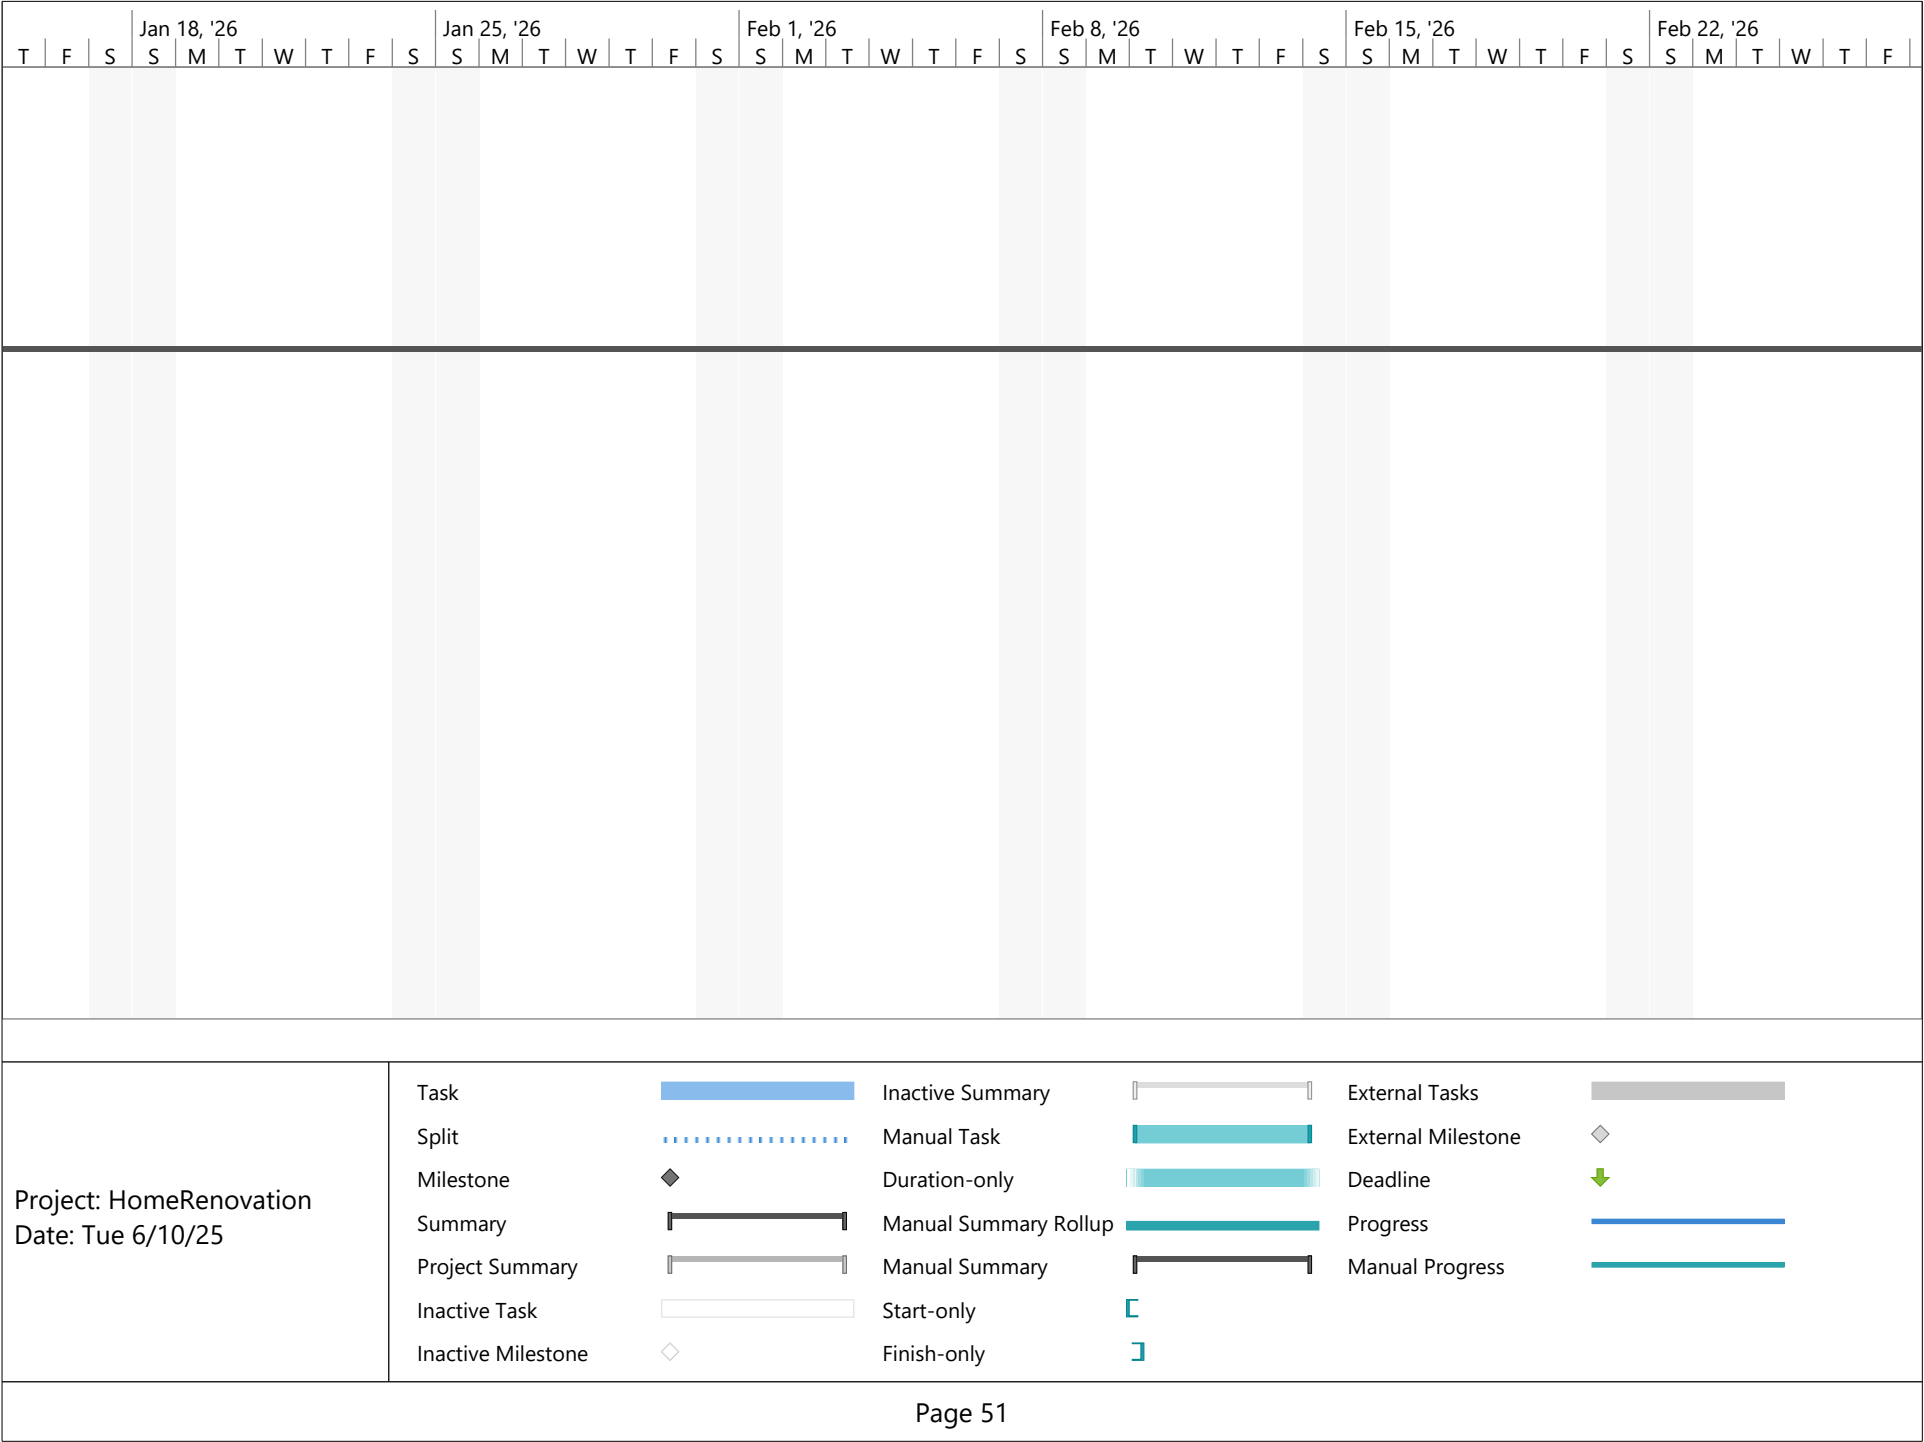 Jan 18, '26 Jan 25, '26 Feb 1, '26 Feb 8, '26 Feb 15, '26 Feb 22, '26
T F S S M T W T F S S M T W T F S S M T W T F S S M T W T F S S M T W T F S S M T W T F
Project: HomeRenovation
Date: Tue 6/10/25
Task
Split
Milestone
Summary
Project Summary
Inactive Task
Inactive Milestone
Inactive Summary
Manual Task
Duration-only
Manual Summary Rollup
Manual Summary
Start-only
Finish-only
External Tasks
External Milestone
Deadline
Progress
Manual Progress
Page 51